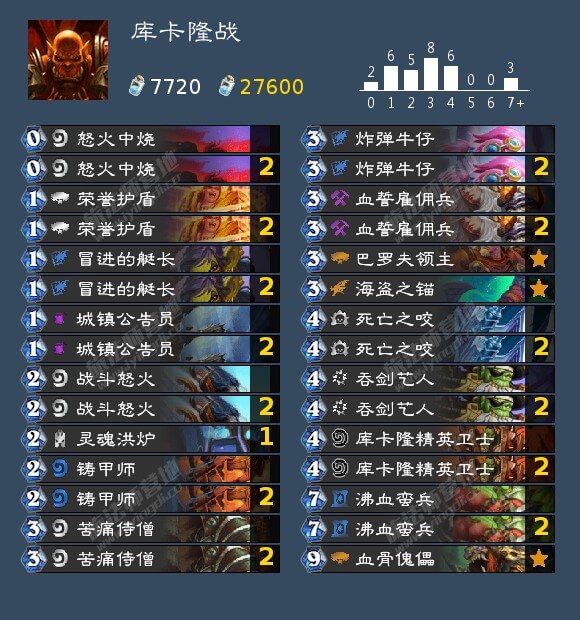 库卡隆战
7720 27600
2 6 5 8 6 0 0 3
0 1 2 3 4 5 6 7+
0 怒火中烧
0 怒火中烧 2
1 荣誉护盾
1 荣誉护盾 2
1 冒进的艇长
1 冒进的艇长 2
1 城镇公告员
1 城镇公告员 2
2 战斗怒火
2 战斗怒火 2
2 灵魂洪炉 1
2 铸甲师
2 铸甲师 2
3 苦痛侍僧
3 苦痛侍僧 2
3 炸弹牛仔
3 炸弹牛仔 2
3 血誓雇佣兵
3 血誓雇佣兵 2
3 巴罗夫领主
3 海盗之锚
4 死亡之咬
4 死亡之咬 2
4 吞剑艺人
4 吞剑艺人 2
4 库卡隆精英卫士
4 库卡隆精英卫士 2
7 沸血蛮兵
7 沸血蛮兵 2
9 血骨傀儡